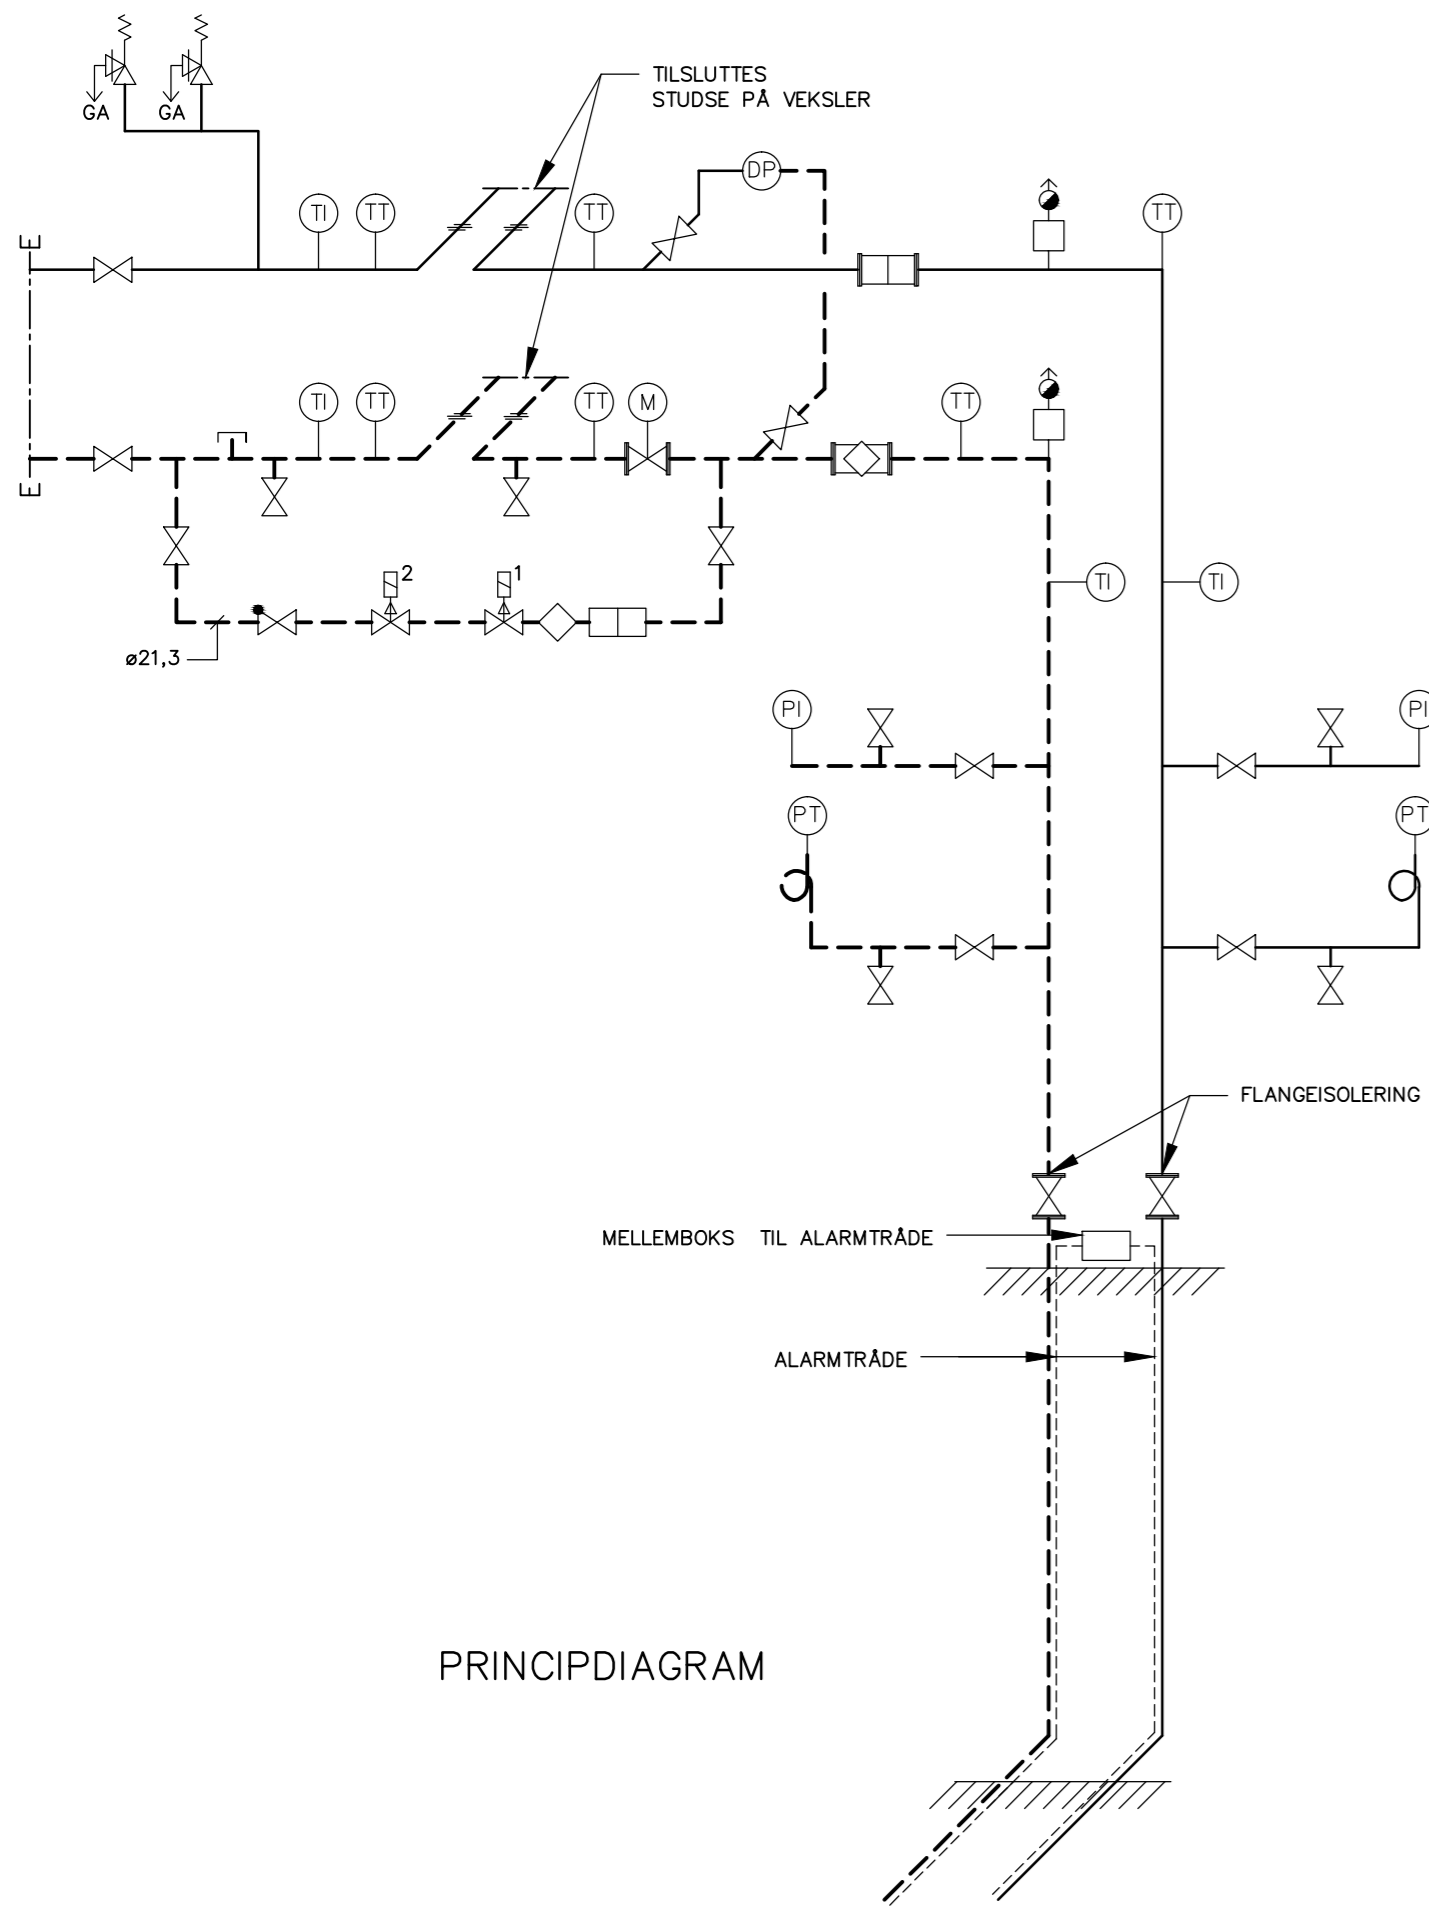 TILSLUTTES
STUDSE PÅ VEKSLER
GA GA
DP
TI TT TT TT
E
TI TT TT M TT
E
2 1
TI TI
ø21,3
PI PI
PT PT
FLANGEISOLERING
MELLEMBOKS TIL ALARMTRÅDE
ALARMTRÅDE
PRINCIPDIAGRAM